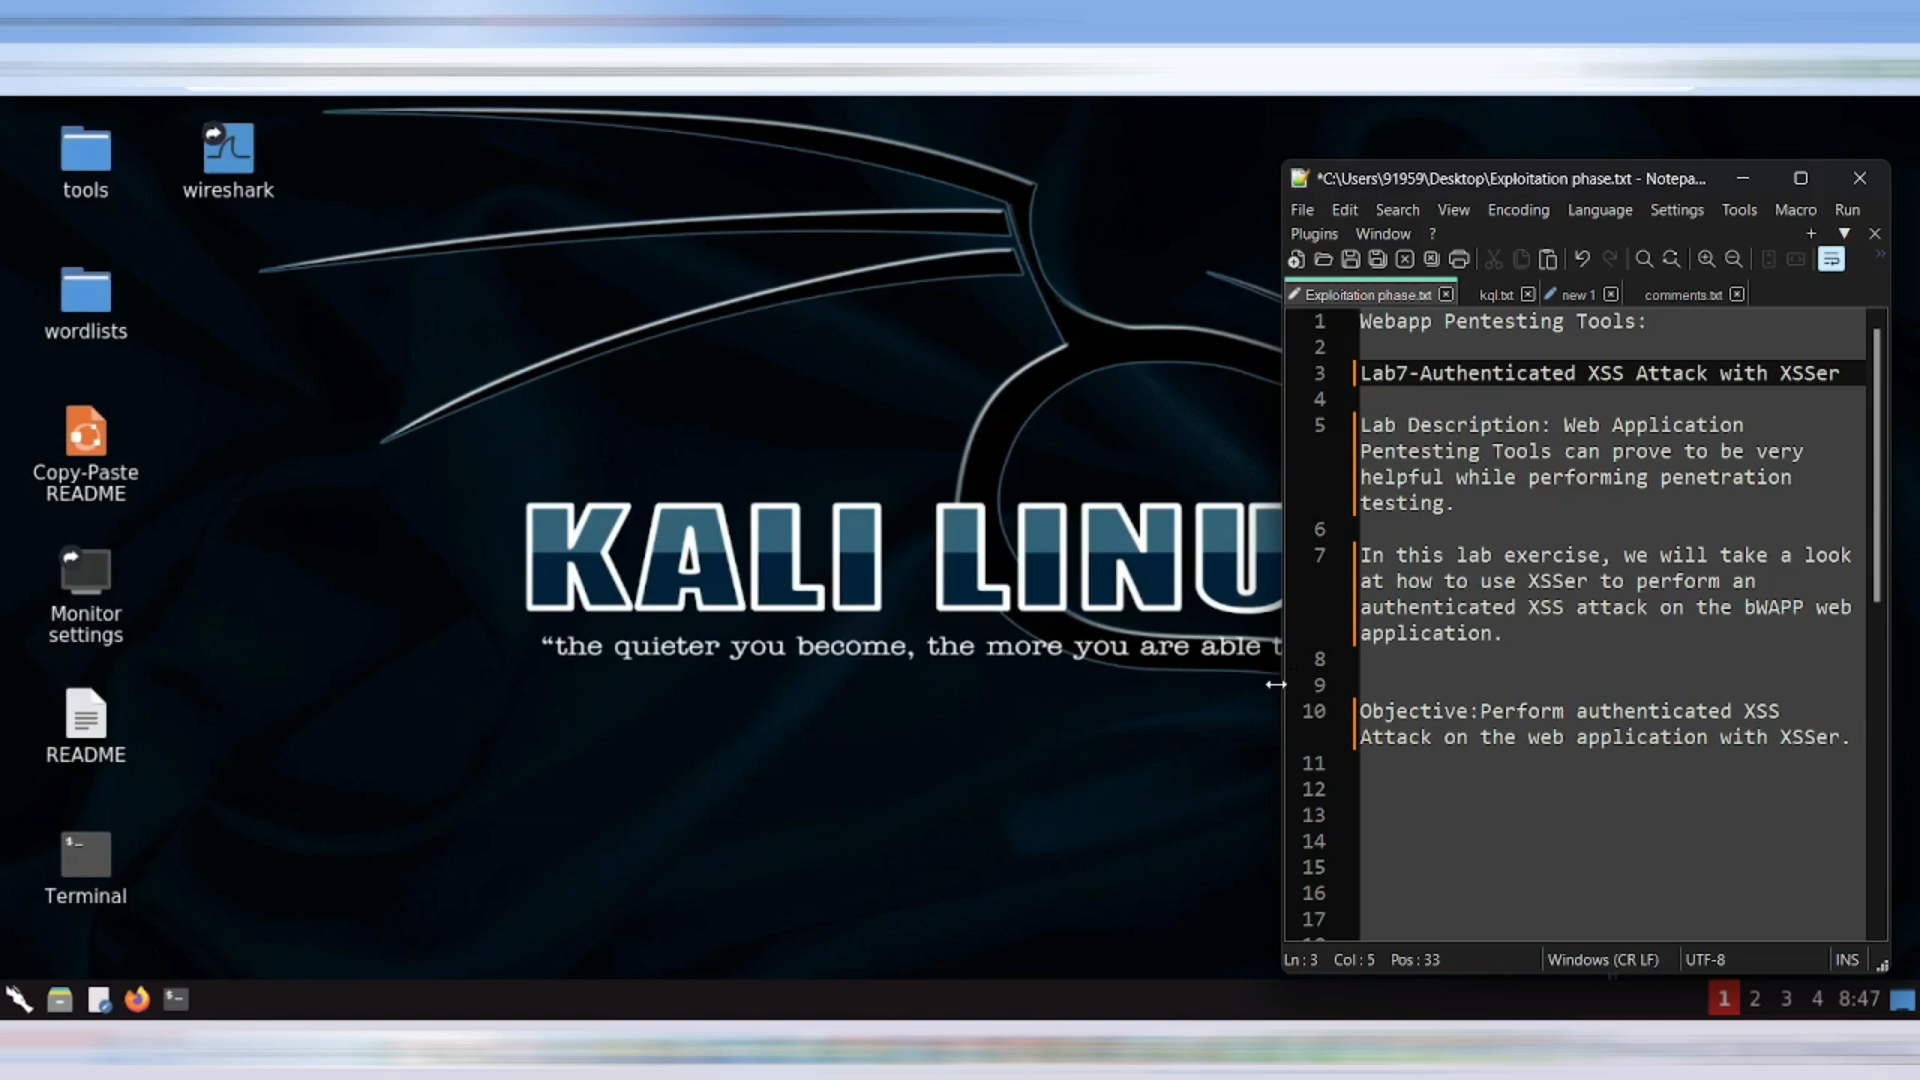 tools
wireshark
wordlists
Copy-Paste
README
Monitor
settings
README
Terminal
KALI LINU
“the quieter you become, the more you are able t
*C:\Users\91959\Desktop\Exploitation phase.txt - Notepa...
File Edit Search View Encoding Language Settings Tools Macro Run
Plugins Window ?
Exploitation phase.txt kql.txt new 1 comments.txt
1 Webapp Pentesting Tools:
2
3 Lab7-Authenticated XSS Attack with XSSer
4
5 Lab Description: Web Application
Pentesting Tools can prove to be very
helpful while performing penetration
testing.
6
7 In this lab exercise, we will take a look
at how to use XSSer to perform an
authenticated XSS attack on the bWAPP web
application.
8
9
10 Objective:Perform authenticated XSS
Attack on the web application with XSSer.
11
12
13
14
15
16
17
Ln : 3 Col : 5 Pos : 33 Windows (CR LF) UTF-8 INS
1 2 3 4 8:47